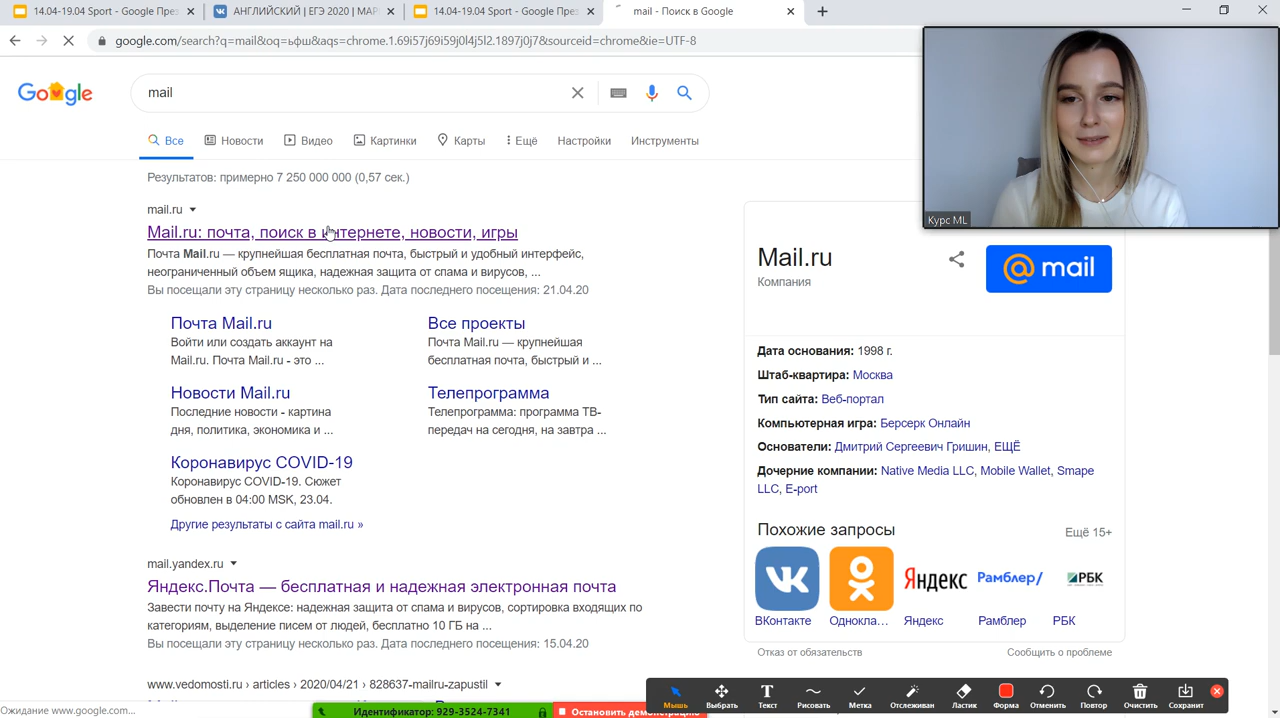 14.04-19.04 - Sport - Google През
АНГЛИЙСКИЙ | ЕГЭ 2020 | МАР
14.04-19.04 - Sport - Google През
mail - Поиск в Google
google.com/search?q=mail&oq=ьфш&aqs=chrome.1.69i57j69i59j0l4j5l2.1897j0j7&sourceid=chrome&ie=UTF-8
Google
mail
Все
Новости
Видео
Картинки
Карты
Ещё
Настройки
Инструменты
Результатов: примерно 7 250 000 000 (0,57 сек.)
mail.ru
Mail.ru: почта, поиск в интернете, новости, игры
Почта Mail.ru — крупнейшая бесплатная почта, быстрый и удобный интерфейс,
неограниченный объем ящика, надежная защита от спама и вирусов, ...
Вы посещали эту страницу несколько раз. Дата последнего посещения: 21.04.20
Почта Mail.ru
Войти или создать аккаунт на
Mail.ru. Почта Mail.ru - это ...
Все проекты
Почта Mail.ru — крупнейшая
бесплатная почта, быстрый и ...
Новости Mail.ru
Последние новости - картина
дня, политика, экономика и ...
Телепрограмма
Телепрограмма: программа ТВ-
передач на сегодня, на завтра ...
Коронавирус COVID-19
Коронавирус COVID-19. Сюжет
обновлен в 04:00 MSK, 23.04.
Другие результаты с сайта mail.ru »
mail.yandex.ru
Яндекс.Почта — бесплатная и надежная электронная почта
Завести почту на Яндексе: надежная защита от спама и вирусов, сортировка входящих по
категориям, выделение писем от людей, бесплатно 10 ГБ на ...
Вы посещали эту страницу несколько раз. Дата последнего посещения: 15.04.20
www.vedomosti.ru › articles › 2020/04/21 › 828637-mailru-zapustil
Курс ML
Mail.ru
Компания
@mail
Дата основания: 1998 г.
Штаб-квартира: Москва
Тип сайта: Веб-портал
Компьютерная игра: Берсерк Онлайн
Основатели: Дмитрий Сергеевич Гришин, ЕЩЁ
Дочерние компании: Native Media LLC, Mobile Wallet, Smape
LLC, E-port
Похожие запросы
Ещё 15+
Яндекс
Рамблер/
РБК
ВКонтакте
Однокла...
Яндекс
Рамблер
РБК
Отказ от обязательств
Сообщить о проблеме
Мышь
Выбрать
Текст
Рисовать
Метка
Отслеживан
Ластик
Форма
Отменить
Повтор
Очистить
Сохранит
Ожидание www.google.com...
Идентификатор: 929-3524-7341
Остановить демонстрацию